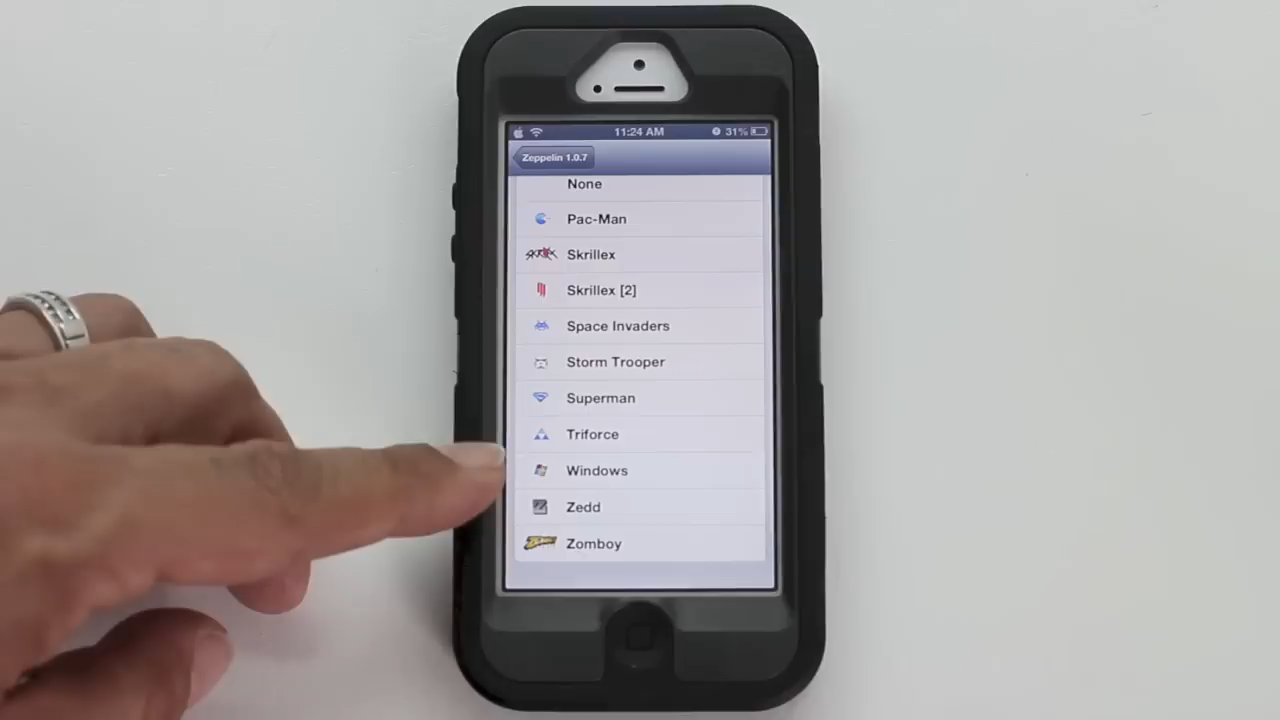 11:24 AM
31%
Zeppelin 1.0.7
None
Pac-Man
Skrillex
Skrillex [2]
Space Invaders
Storm Trooper
Superman
Triforce
Windows
Zedd
Zomboy